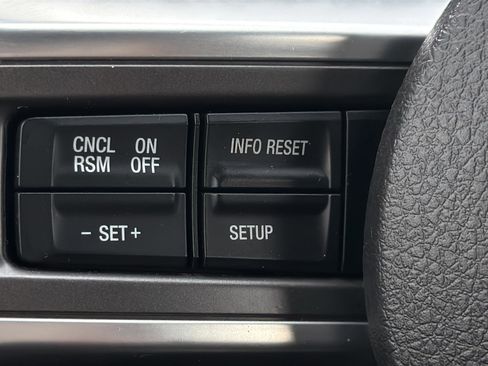 CNCL ON
RSM OFF
- SET +
INFO RESET
SETUP